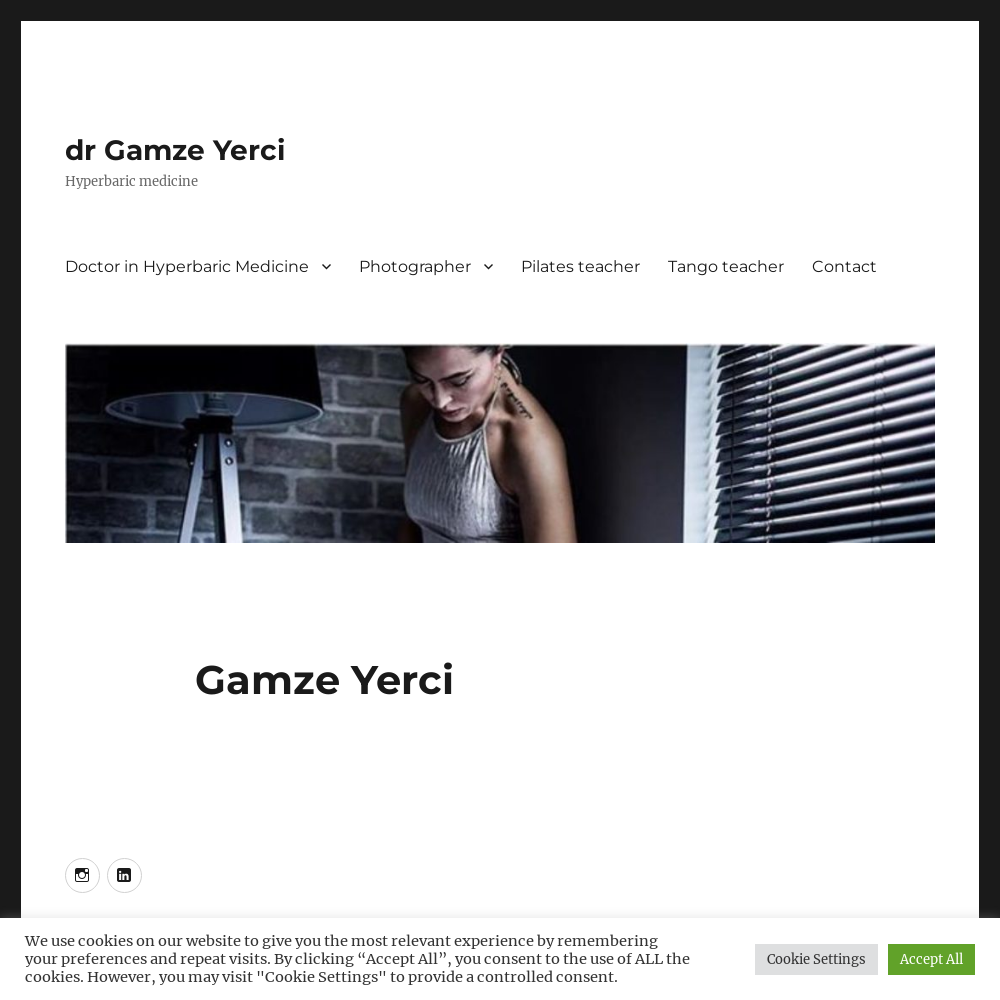 dr Gamze Yerci
Hyperbaric medicine
Doctor in Hyperbaric Medicine Photographer Pilates teacher Tango teacher Contact
Gamze Yerci
We use cookies on our website to give you the most relevant experience by remembering
your preferences and repeat visits. By clicking “Accept All”, you consent to the use of ALL the
cookies. However, you may visit "Cookie Settings" to provide a controlled consent.
Cookie Settings
Accept All